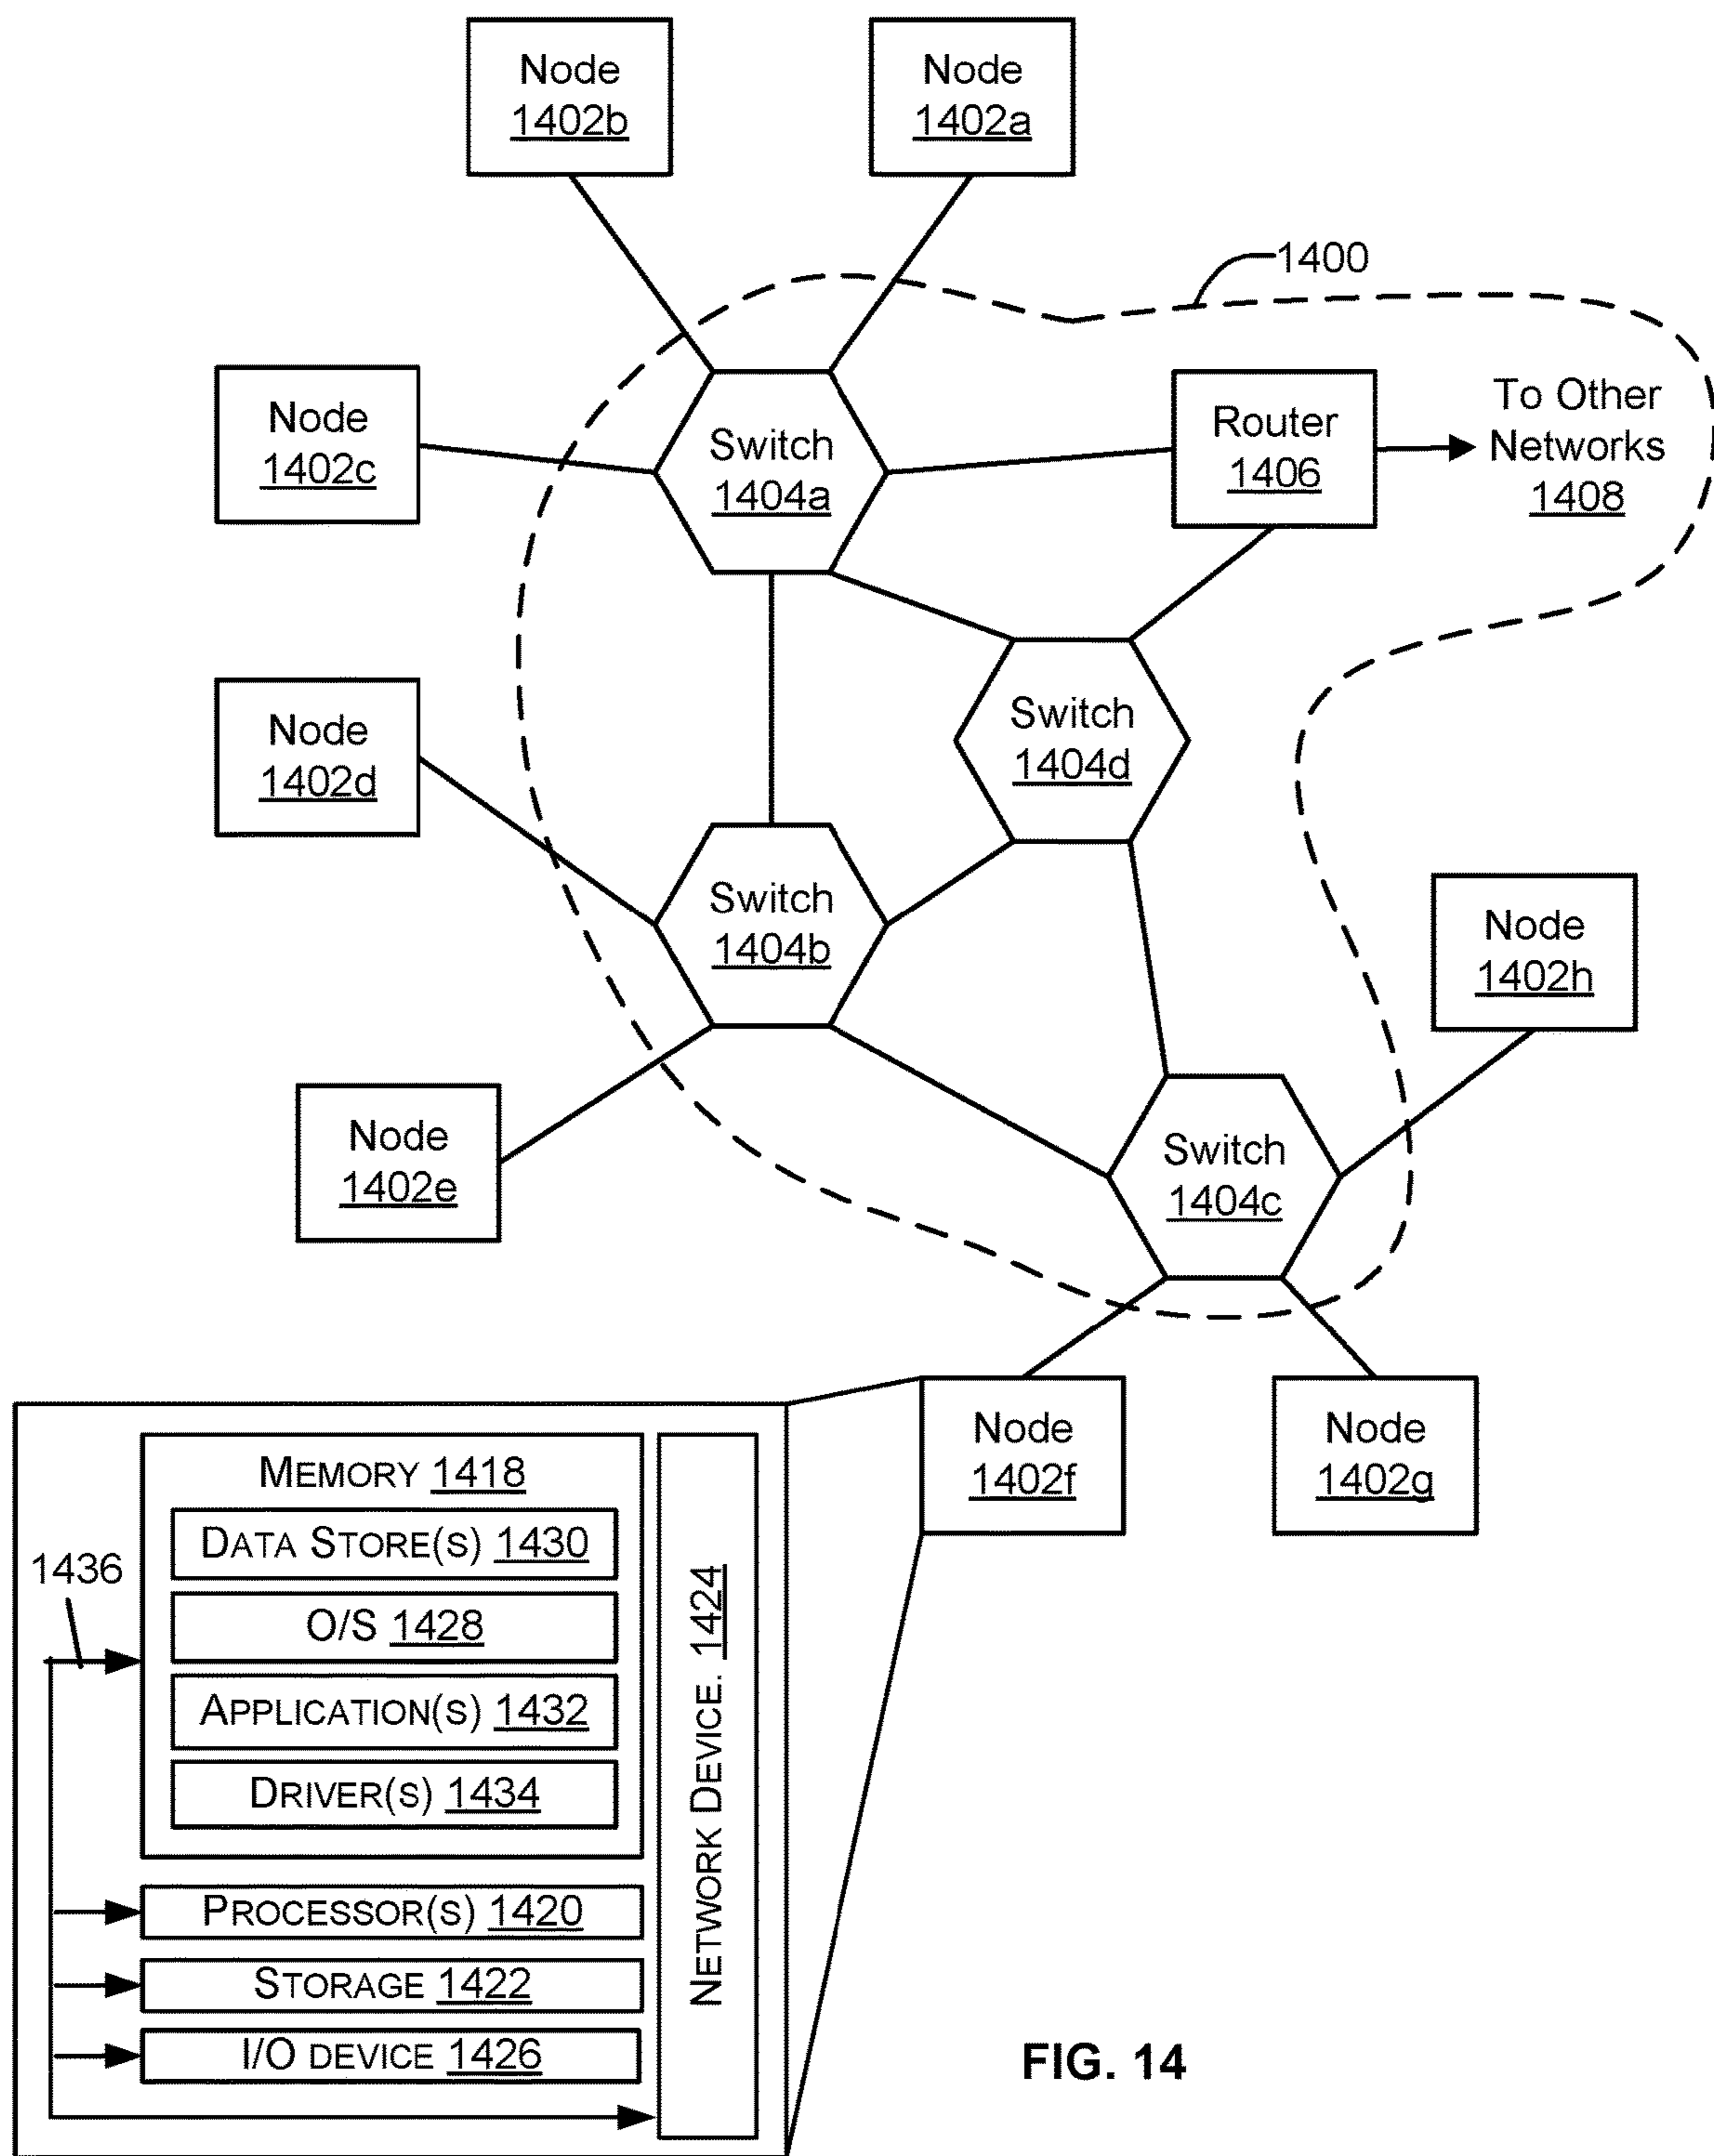 Node
1402b
Node
1402a
1400
Node
1402c
Switch
1404a
Router
1406
To Other
Networks
1408
Node
1402d
Switch
1404d
Switch
1404b
Node
1402h
Node
1402e
Switch
1404c
Node
1402f
Node
1402g
MEMORY 1418
DATA STORE(S) 1430
1436
O/S 1428
APPLICATION(S) 1432
DRIVER(S) 1434
NETWORK DEVICE. 1424
PROCESSOR(S) 1420
STORAGE 1422
I/O DEVICE 1426
FIG. 14